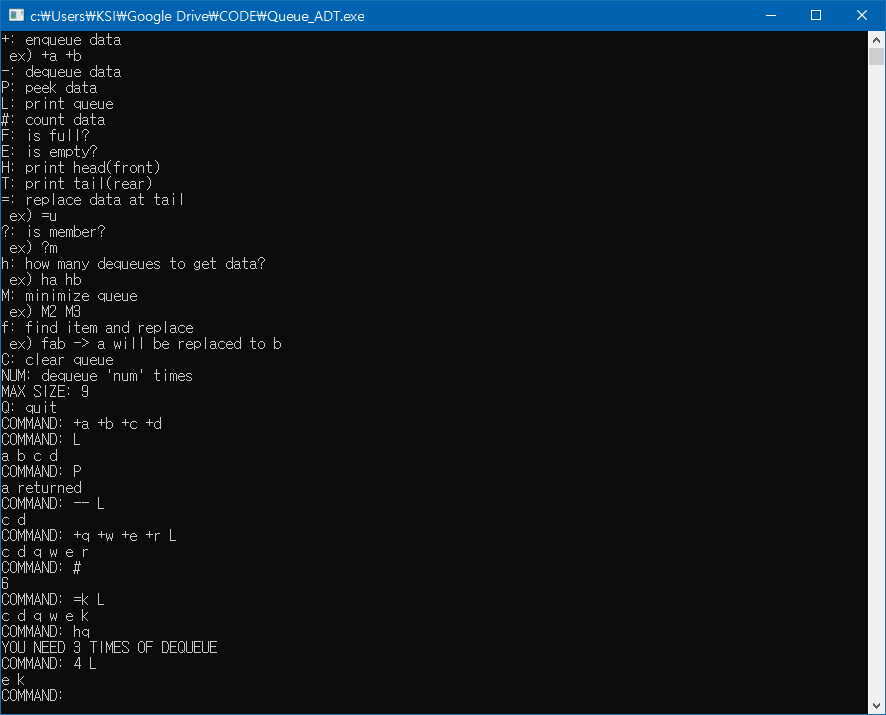 c:₩Users₩KSI₩Google Drive₩CODE₩Queue_ADT.exe
+: enqueue data
 ex) +a +b
-: dequeue data
P: peek data
L: print queue
#: count data
F: is full?
E: is empty?
H: print head(front)
T: print tail(rear)
=: replace data at tail
 ex) =u
?: is member?
 ex) ?m
h: how many dequeues to get data?
 ex) ha hb
M: minimize queue
 ex) M2 M3
f: find item and replace
 ex) fab -> a will be replaced to b
C: clear queue
NUM: dequeue 'num' times
MAX SIZE: 9
Q: quit
COMMAND: +a +b +c +d
COMMAND: L
a b c d
COMMAND: P
a returned
COMMAND: -- L
c d
COMMAND: +q +w +e +r L
c d q w e r
COMMAND: #
6
COMMAND: =k L
c d q w e k
COMMAND: hq
YOU NEED 3 TIMES OF DEQUEUE
COMMAND: 4 L
e k
COMMAND: